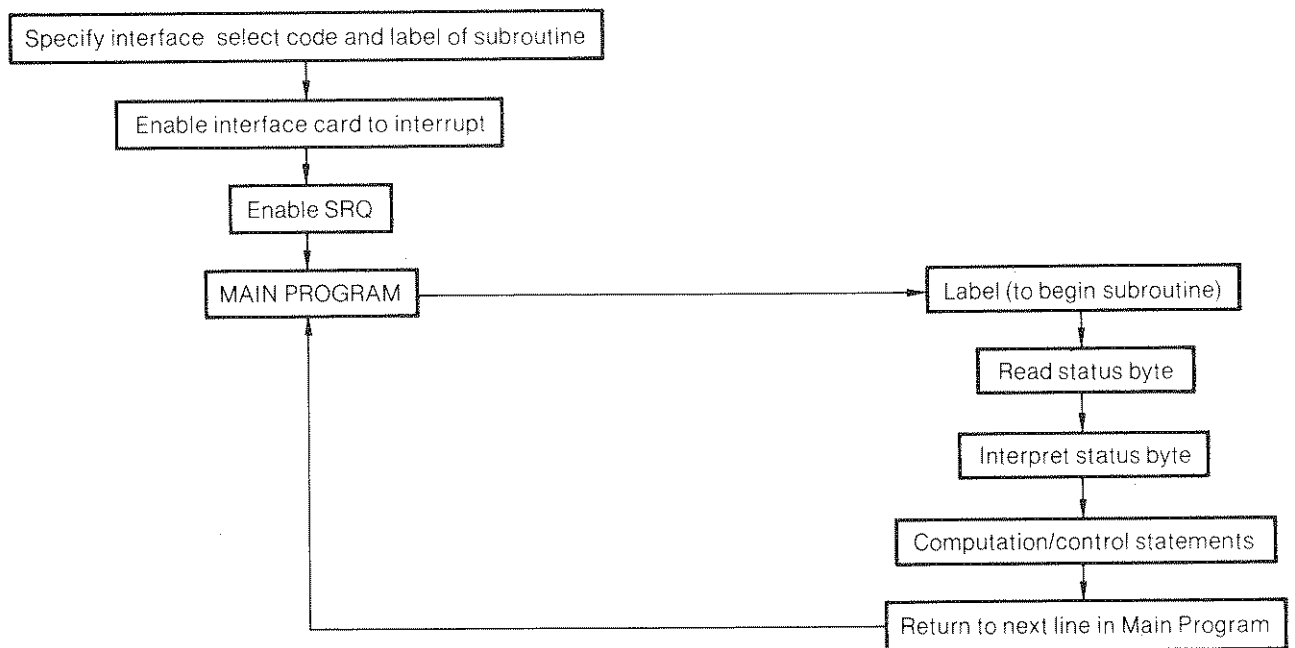 Specify interface select code and label of subroutine
Enable interface card to interrupt
Enable SRQ
MAIN PROGRAM
Label (to begin subroutine)
Read status byte
Interpret status byte
Computation/control statements
Return to next line in Main Program